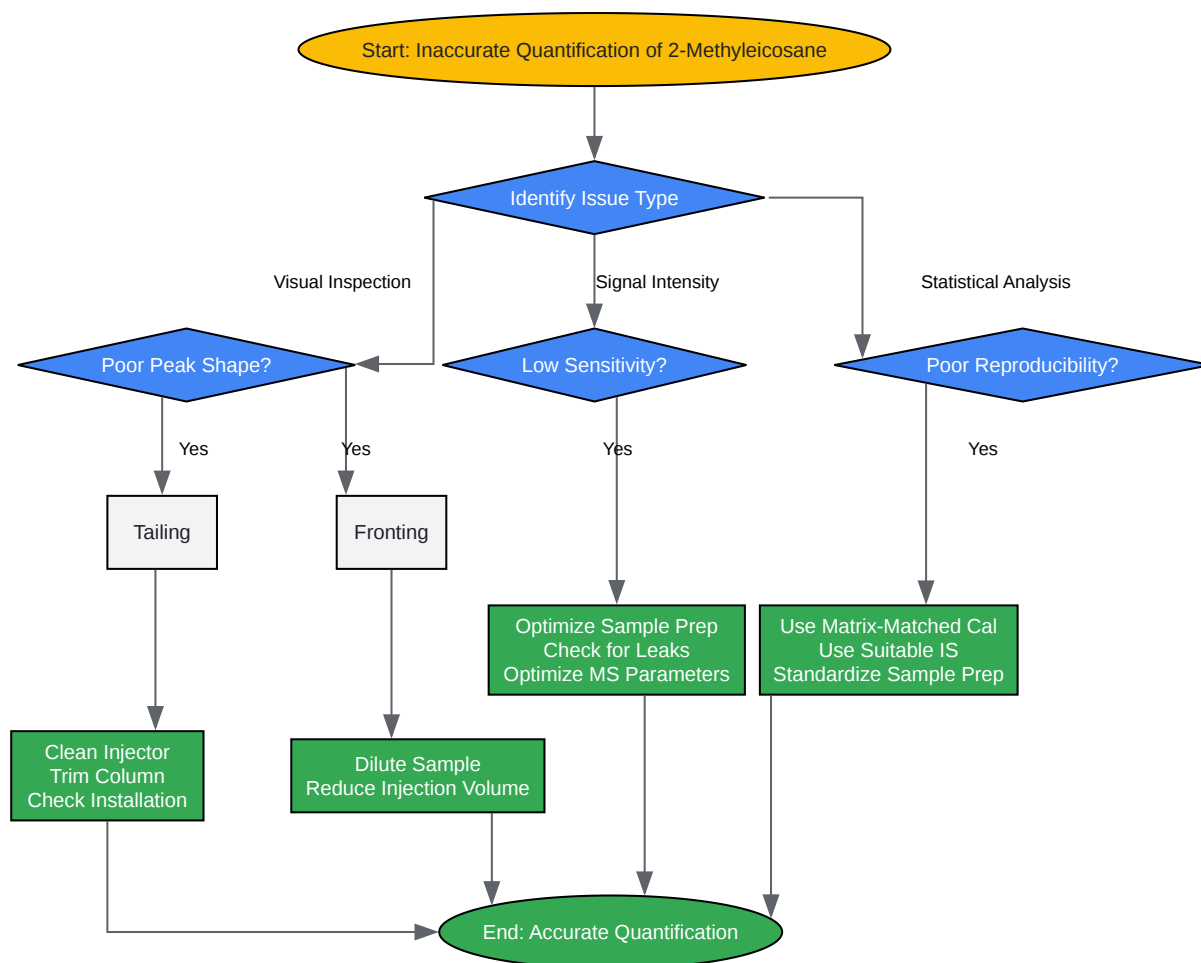 Start: Inaccurate Quantification of 2-Methyleicosane
Identify Issue Type
Visual Inspection
Signal Intensity
Statistical Analysis
Poor Peak Shape?
Low Sensitivity?
Poor Reproducibility?
Yes
Yes
Yes
Yes
Tailing
Fronting
Optimize Sample Prep
Check for Leaks
Optimize MS Parameters
Use Matrix-Matched Cal
Use Suitable IS
Standardize Sample Prep
Clean Injector
Trim Column
Check Installation
Dilute Sample
Reduce Injection Volume
End: Accurate Quantification